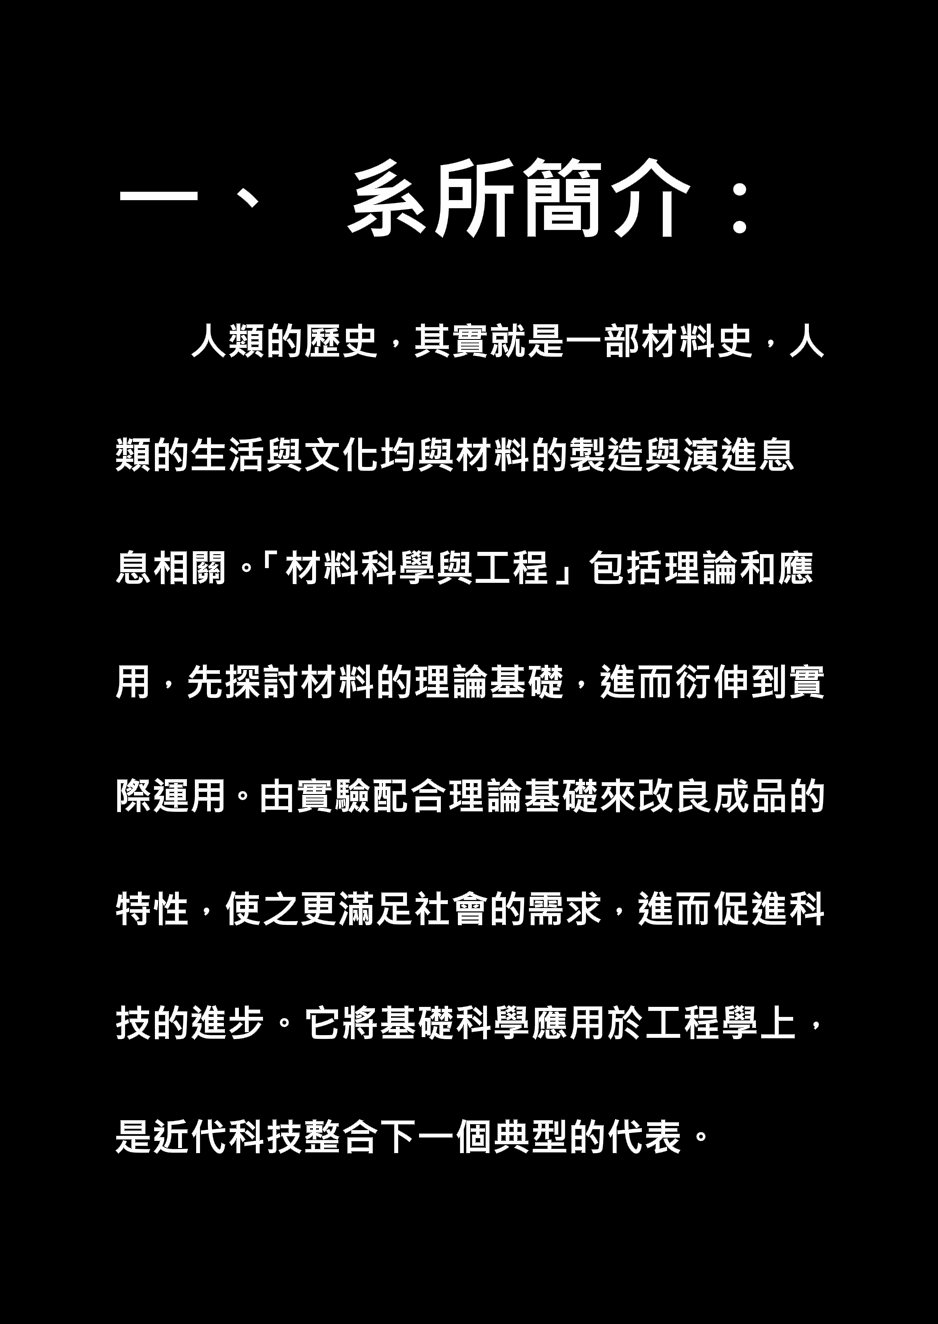 一、 系所簡介：
人類的歷史，其實就是一部材料史，人
類的生活與文化均與材料的製造與演進息
息相關。「材料科學與工程」包括理論和應
用，先探討材料的理論基礎，進而衍伸到實
際運用。由實驗配合理論基礎來改良成品的
特性，使之更滿足社會的需求，進而促進科
技的進步。它將基礎科學應用於工程學上，
是近代科技整合下一個典型的代表。